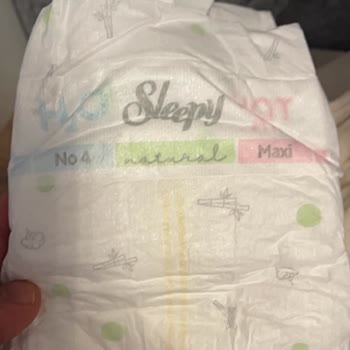 Sleepy
No 4 natural Maxi